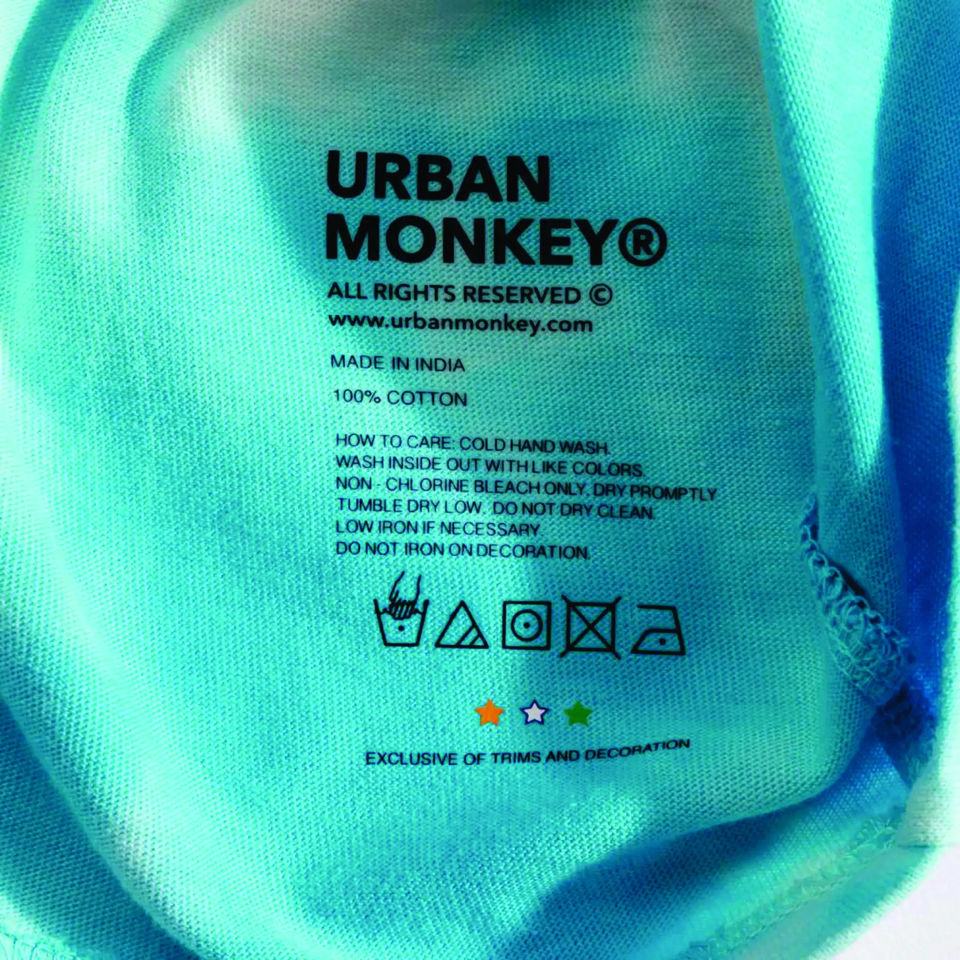 URBAN
MONKEY®
ALL RIGHTS RESERVED ©
www.urbanmonkey.com
MADE IN INDIA
100% COTTON
HOW TO CARE: COLD HAND WASH.
WASH INSIDE OUT WITH LIKE COLORS.
NON - CHLORINE BLEACH ONLY. DRY PROMPTLY
TUMBLE DRY LOW. DO NOT DRY CLEAN.
LOW IRON IF NECESSARY
DO NOT IRON ON DECORATION.
EXCLUSIVE OF TRIMS AND DECORATION